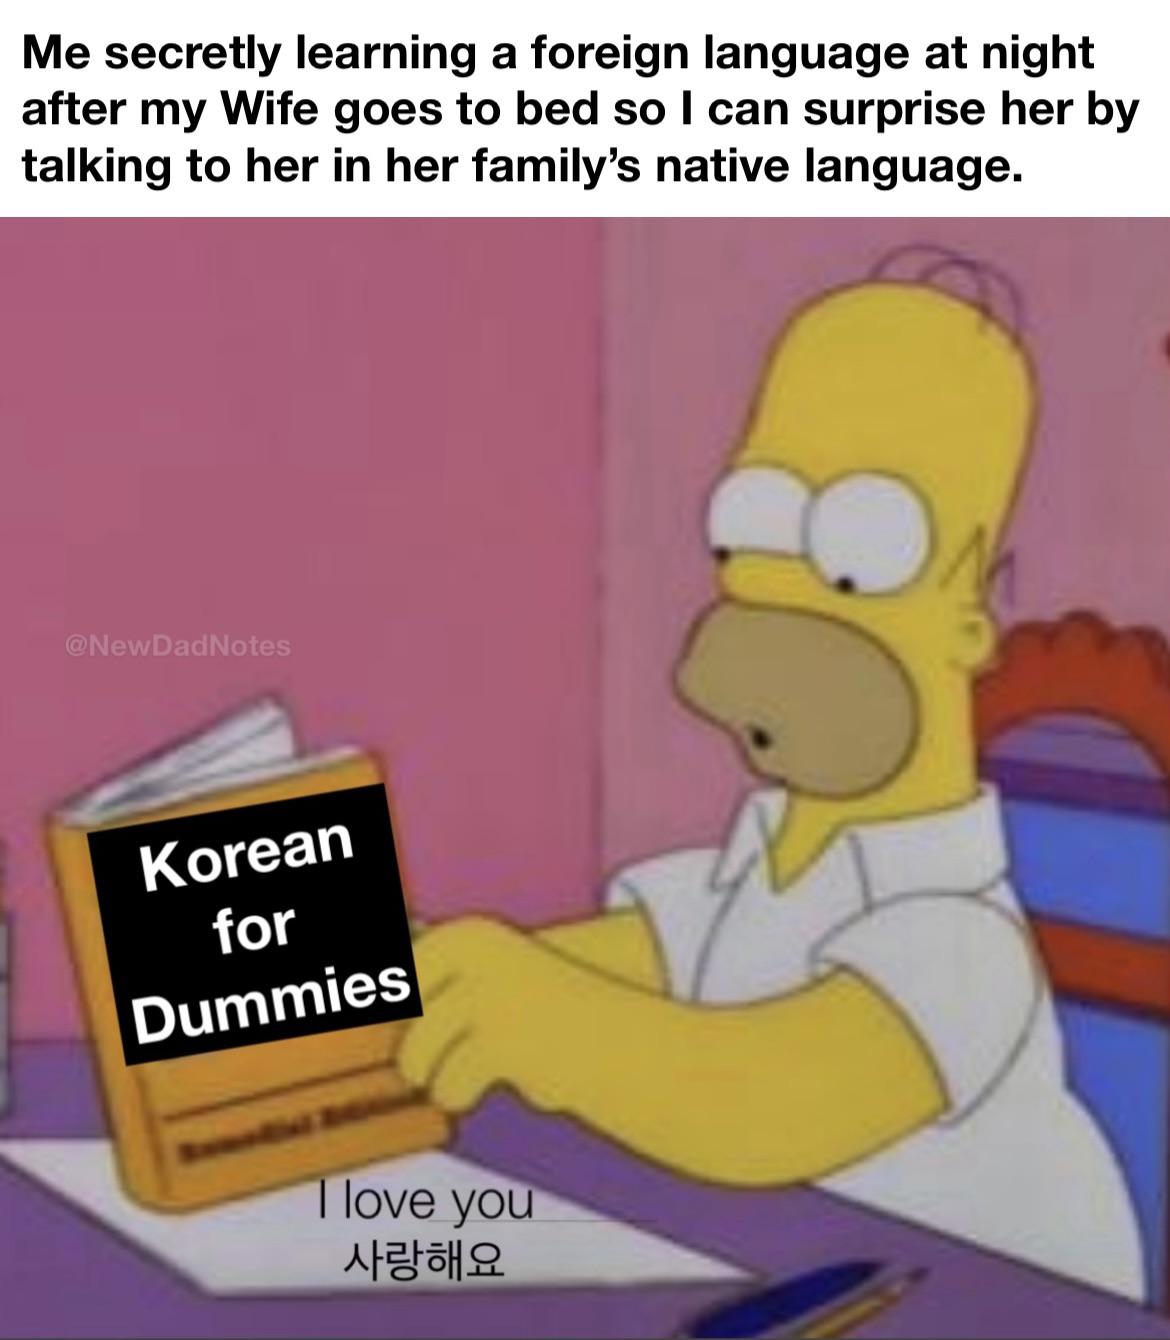 Me secretly learning a foreign language at night
after my Wife goes to bed so I can surprise her by
talking to her in her family’s native language.
@NewDadNotes
Korean
for
Dummies
I love you
사랑해요